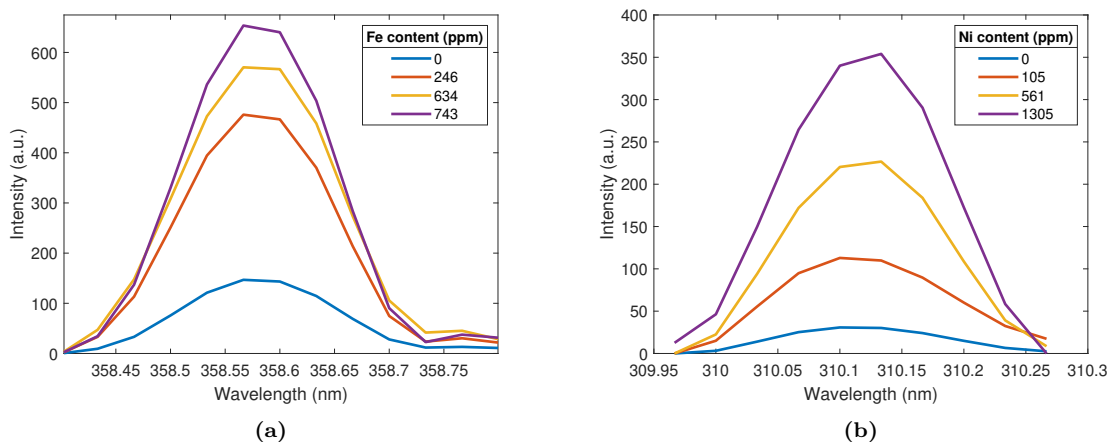 Fe content (ppm)
0
246
634
743
600
500
400
300
200
100
0
Intensity (a.u.)
358.45 358.5 358.55 358.6 358.65 358.7 358.75
Wavelength (nm)
(a)
Ni content (ppm)
0
105
561
1305
400
350
300
250
200
150
100
50
0
Intensity (a.u.)
309.95 310 310.05 310.1 310.15 310.2 310.25 310.3
Wavelength (nm)
(b)